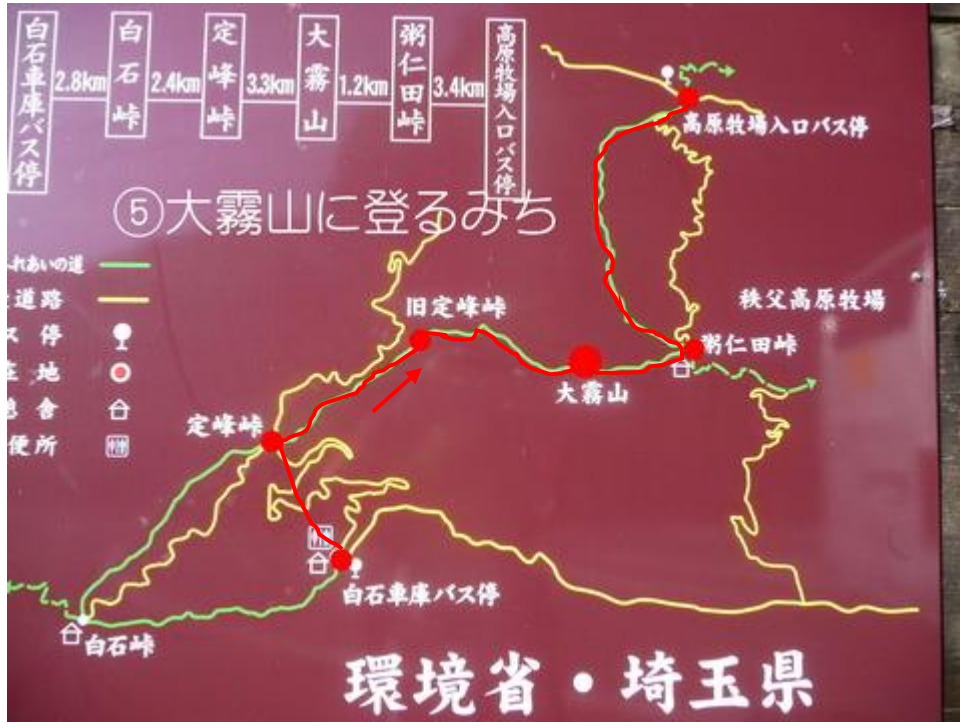 白石車庫バス停
2.8km
白石峠
2.4km
定峰峠
3.3km
大霧山
1.2km
粥仁田峠
3.4km
高原牧場入口バス停
⑤大霧山に登るみち
れあいの道
道路
ス停
在地
憩舎
便所
高原牧場入口バス停
旧定峰峠
秩父高原牧場
粥仁田峠
大霧山
定峰峠
白石車庫バス停
白石峠
環境省・埼玉県